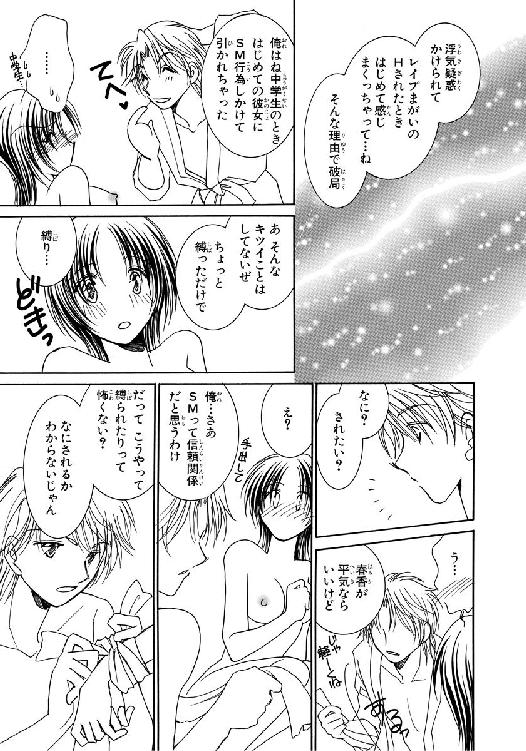 浮気疑惑
かけられて
レイプまがいの
Hされたとき
はじめて感じ
まくっちゃって…ね
そんな理由で破局
俺はね中学生のとき
はじめての彼女に
SM行為しかけて
引かれちゃった
てへ
…。
中学生…
あ そんな
キツイことは
してないぜ
ちょっと
縛っただけで
縛り…
どきっ
なに?
されたい?
う…
春香が
平気なら
いいけど
じゃ
軽ーくね
あるっ
え?
手出して
俺…さあ
SMって信頼関係
だと思うわけ
だって こうやって
縛られたりって
怖くない?
なにされるか
わからないじゃん